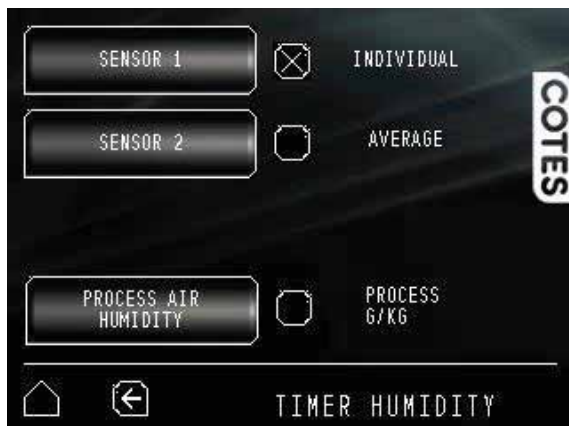 SENSOR 1
INDIVIDUAL
SENSOR 2
AVERAGE
COTES
PROCESS AIR
HUMIDITY
PROCESS
G/KG
TIMER HUMIDITY